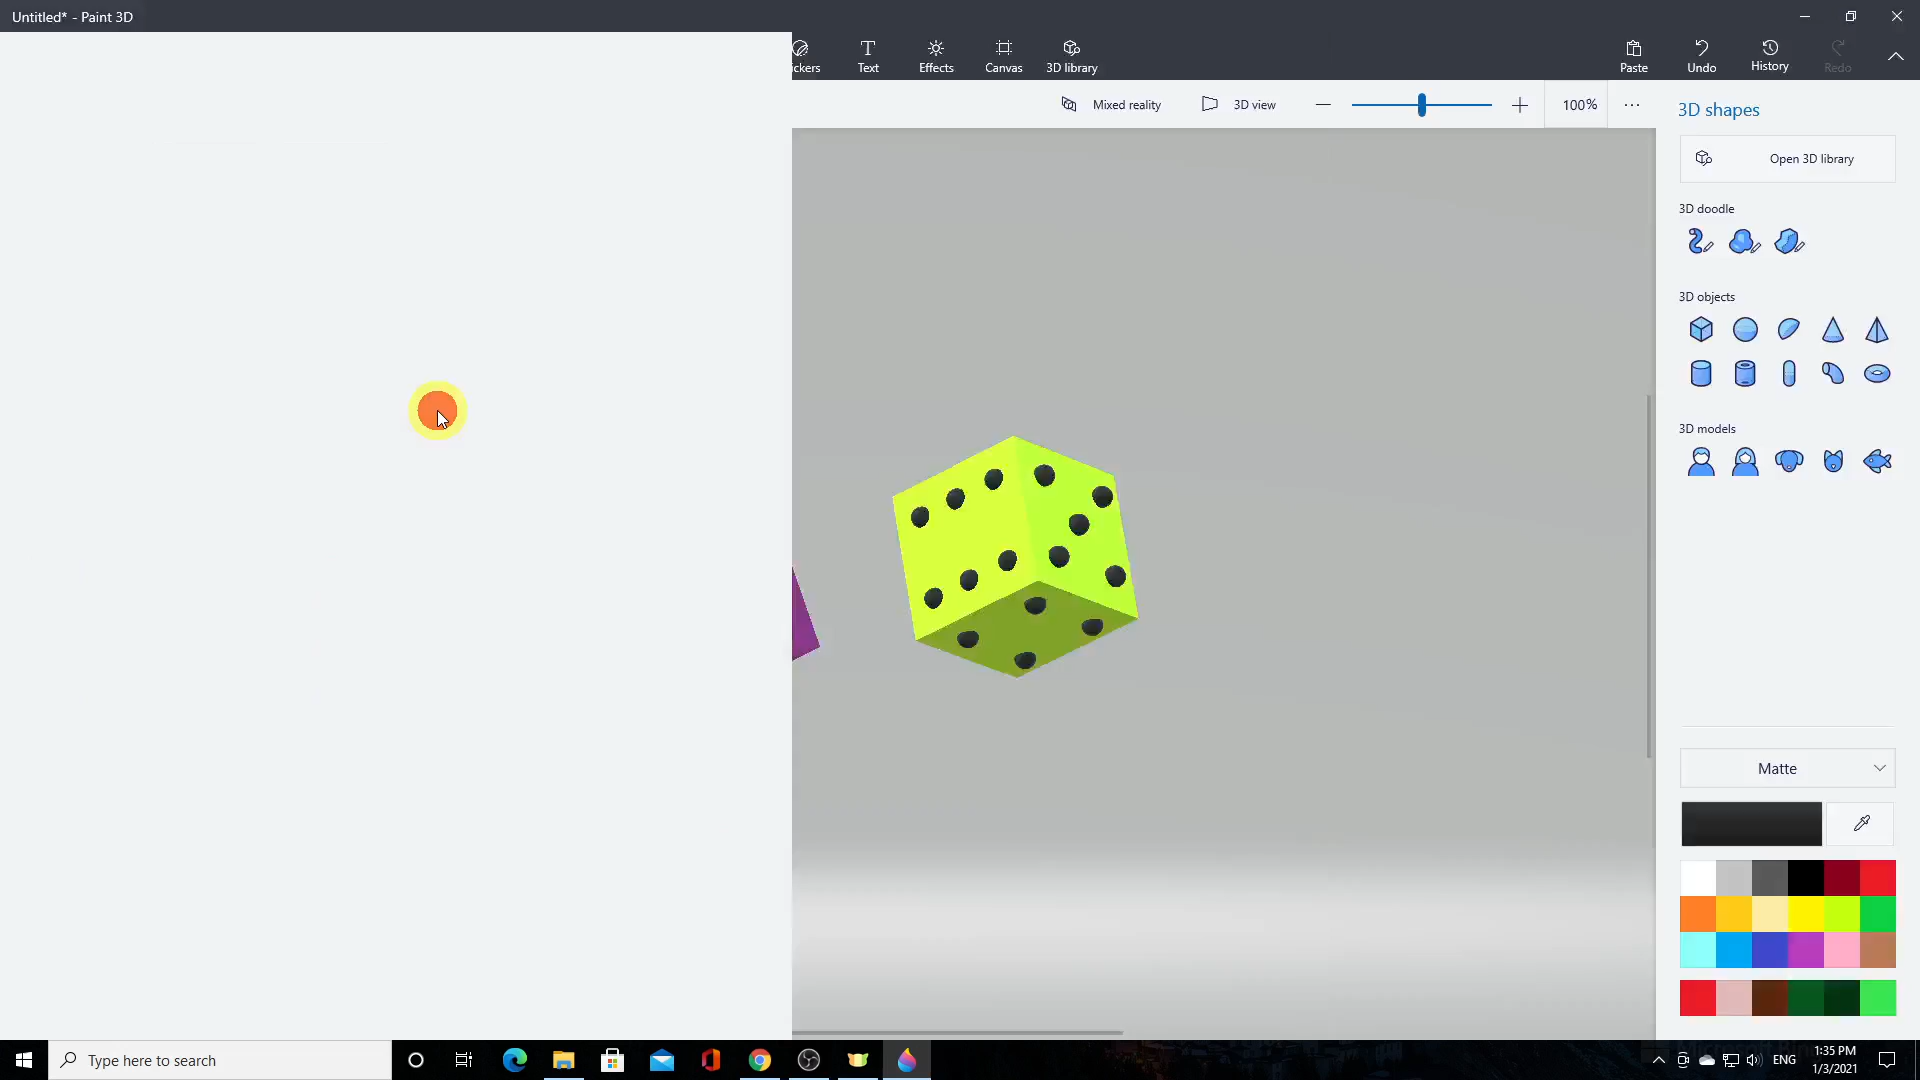 Untitled* - Paint 3D
ickers
Text
Effects
Canvas
3D library
Paste
Undo
History
Redo
Mixed reality
3D view
100%
3D shapes
Open 3D library
3D doodle
3D objects
3D models
Matte
Type here to search
ENG
1:35 PM
1/3/2021